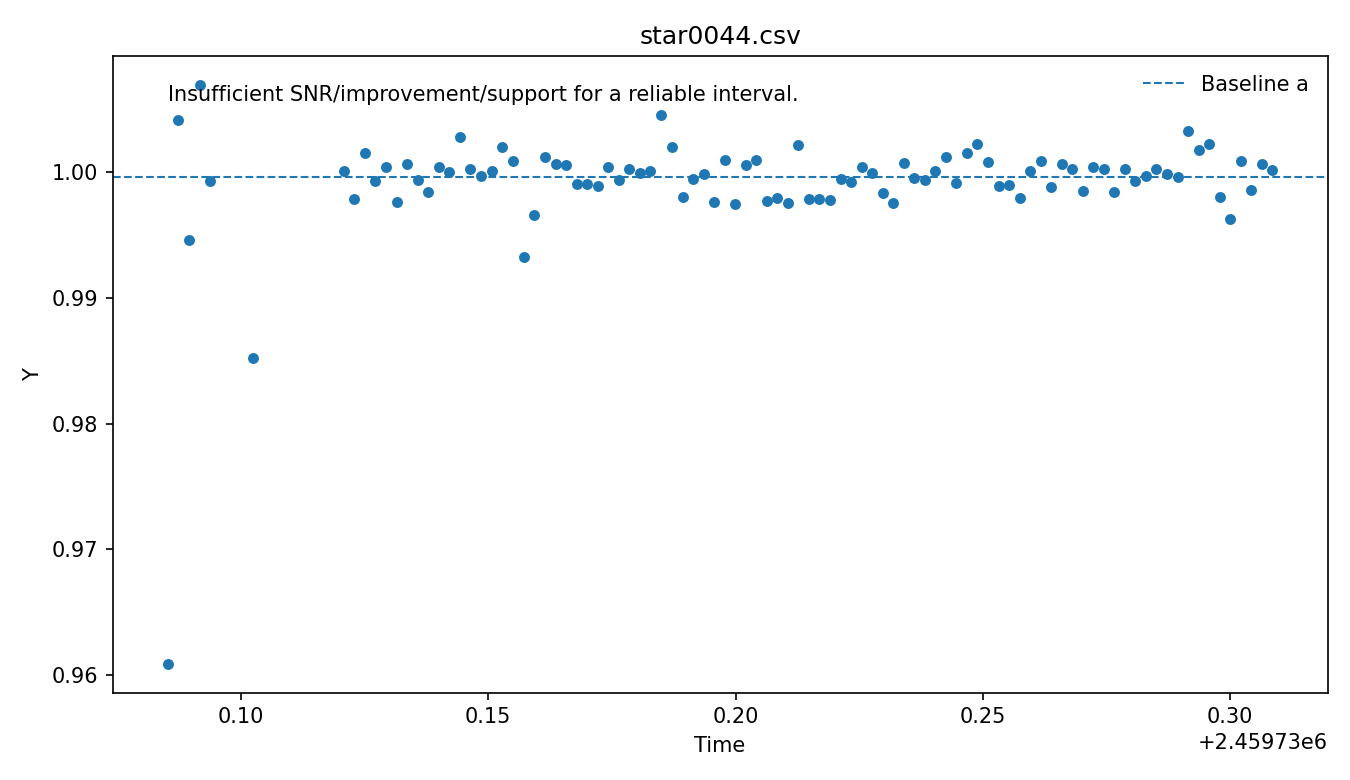 star0044.csv
Insufficient SNR/improvement/support for a reliable interval.
Baseline a
1.00
0.99
0.98
0.97
0.96
Y
0.10
0.15
0.20
0.25
0.30
Time
+2.45973e6